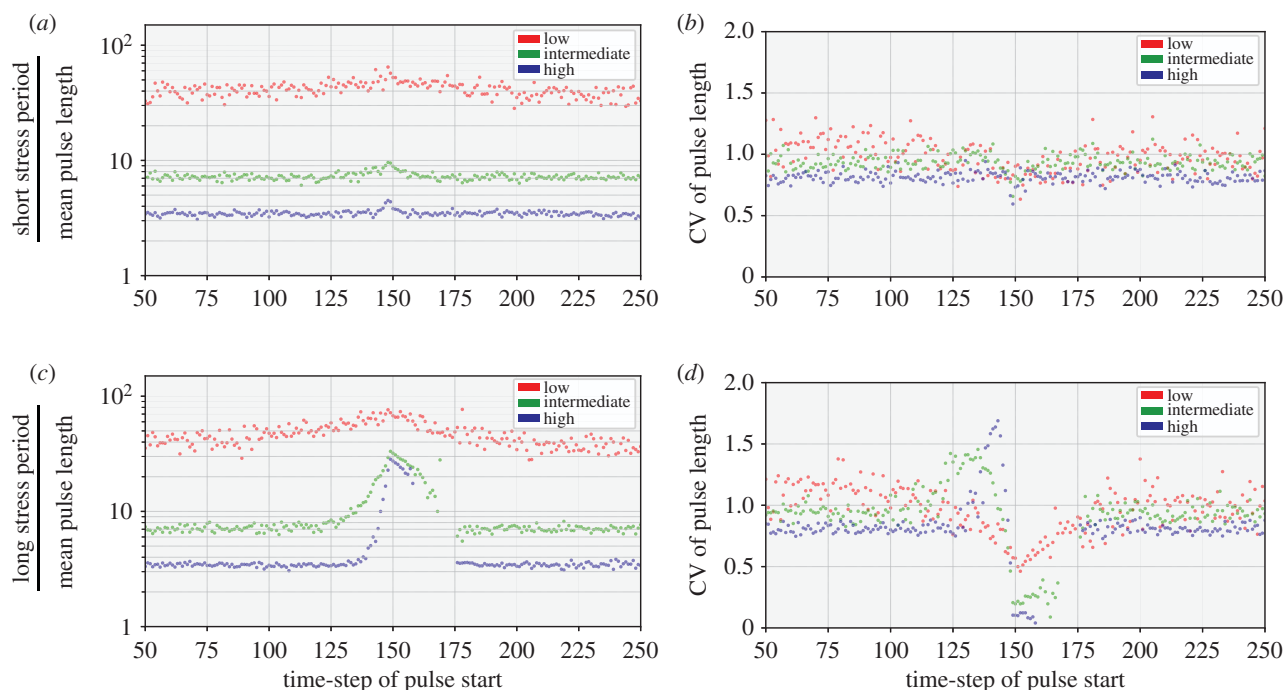 (a)
short stress period
mean pulse length
10²
10
1
low
intermediate
high
50 75 100 125 150 175 200 225 250
(b)
CV of pulse length
2.0
1.5
1.0
0.5
0
low
intermediate
high
50 75 100 125 150 175 200 225 250
(c)
long stress period
mean pulse length
10²
10
1
low
intermediate
high
50 75 100 125 150 175 200 225 250
time-step of pulse start
(d)
CV of pulse length
2.0
1.5
1.0
0.5
0
low
intermediate
high
50 75 100 125 150 175 200 225 250
time-step of pulse start